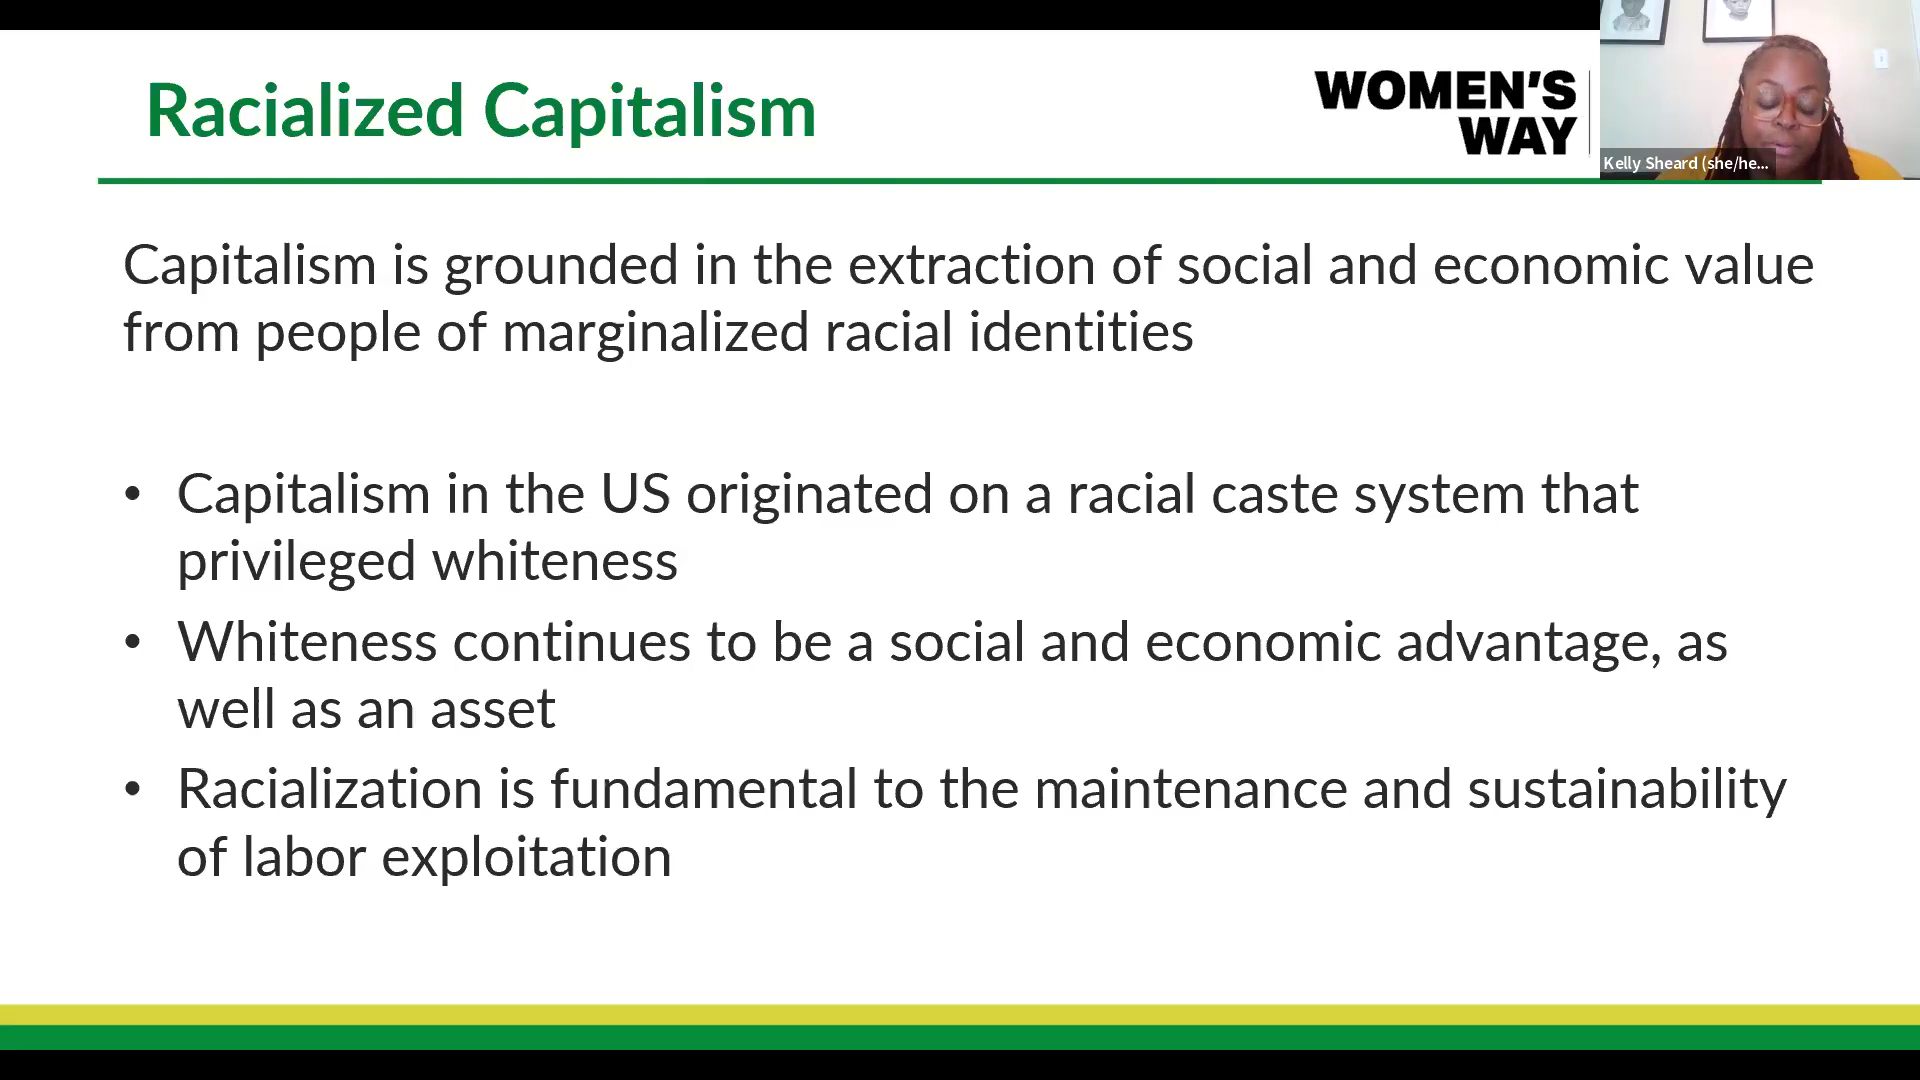 Racialized Capitalism
WOMEN'S
WAY
Kelly Sheard (she/he...
Capitalism is grounded in the extraction of social and economic value
from people of marginalized racial identities
• Capitalism in the US originated on a racial caste system that
privileged whiteness
• Whiteness continues to be a social and economic advantage, as
well as an asset
• Racialization is fundamental to the maintenance and sustainability
of labor exploitation